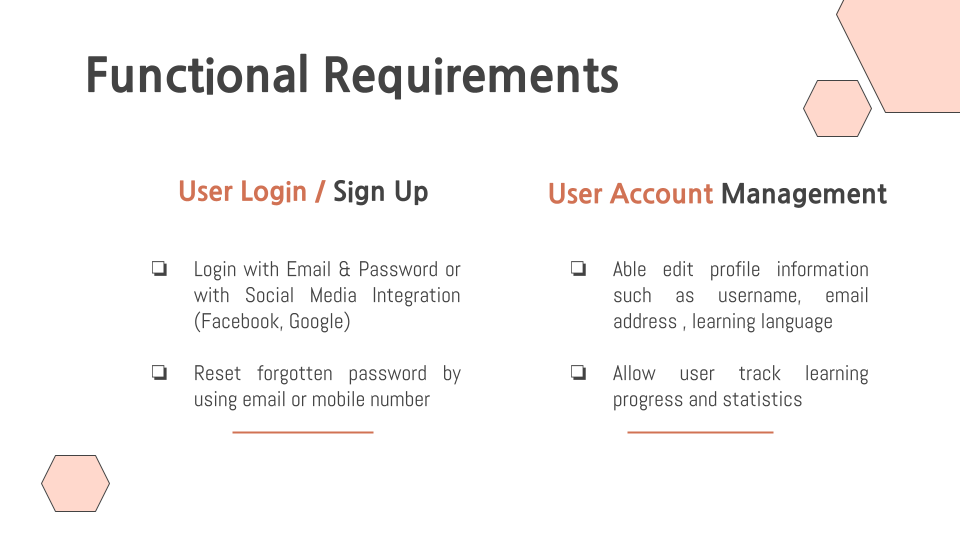 Functional Requirements
User Login / Sign Up
❏ Login with Email & Password or
with Social Media Integration
(Facebook, Google)
❏ Reset forgotten password by
using email or mobile number
User Account Management
❏ Able edit profile information
such as username, email
address , learning language
❏ Allow user track learning
progress and statistics